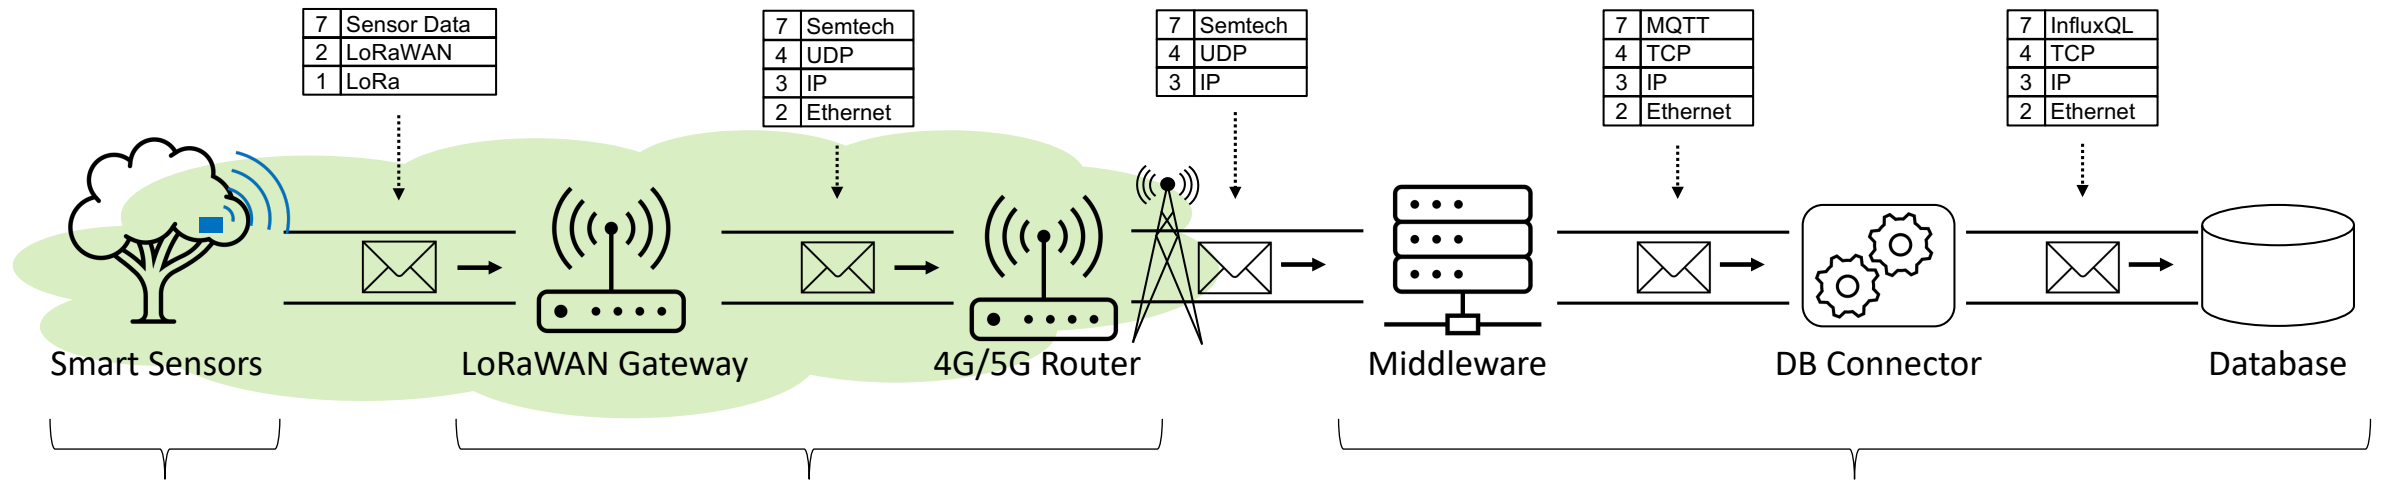 7 Sensor Data
2 LoRaWAN
1 LoRa
7 Semtech
4 UDP
3 IP
2 Ethernet
7 Semtech
4 UDP
3 IP
7 MQTT
4 TCP
3 IP
2 Ethernet
7 InfluxQL
4 TCP
3 IP
2 Ethernet
Smart Sensors
LoRaWAN Gateway
4G/5G Router
Middleware
DB Connector
Database